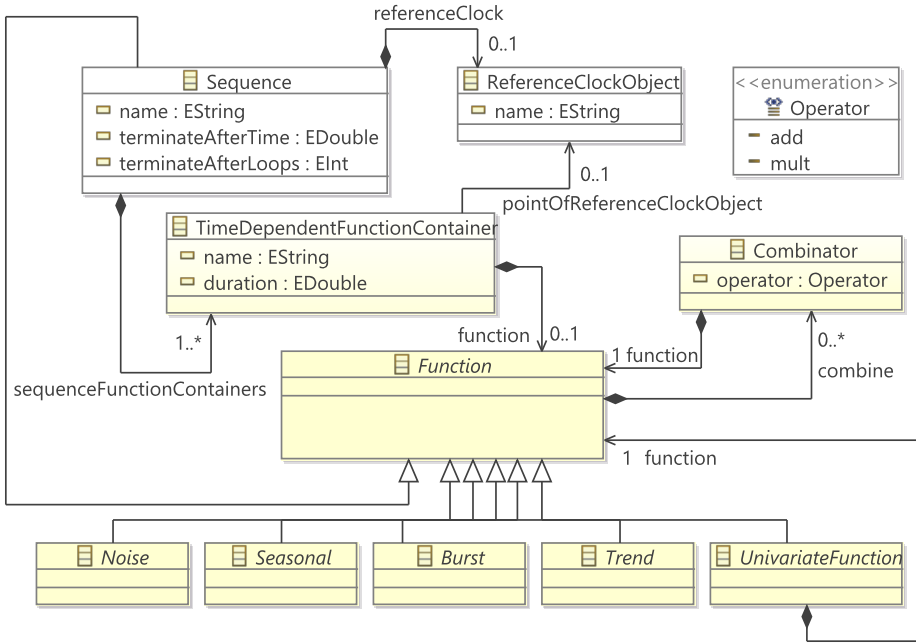 referenceClock
0..1
Sequence
name : EString
terminateAfterTime : EDouble
terminateAfterLoops : EInt
ReferenceClockObject
name : EString
<<enumeration>>
Operator
add
mult
0..1
pointOfReferenceClockObject
TimeDependentFunctionContainer
name : EString
duration : EDouble
Combinator
operator : Operator
1..*
sequenceFunctionContainers
function 0..1
1 function
0..*
combine
Function
1 function
Noise
Seasonal
Burst
Trend
UnivariateFunction